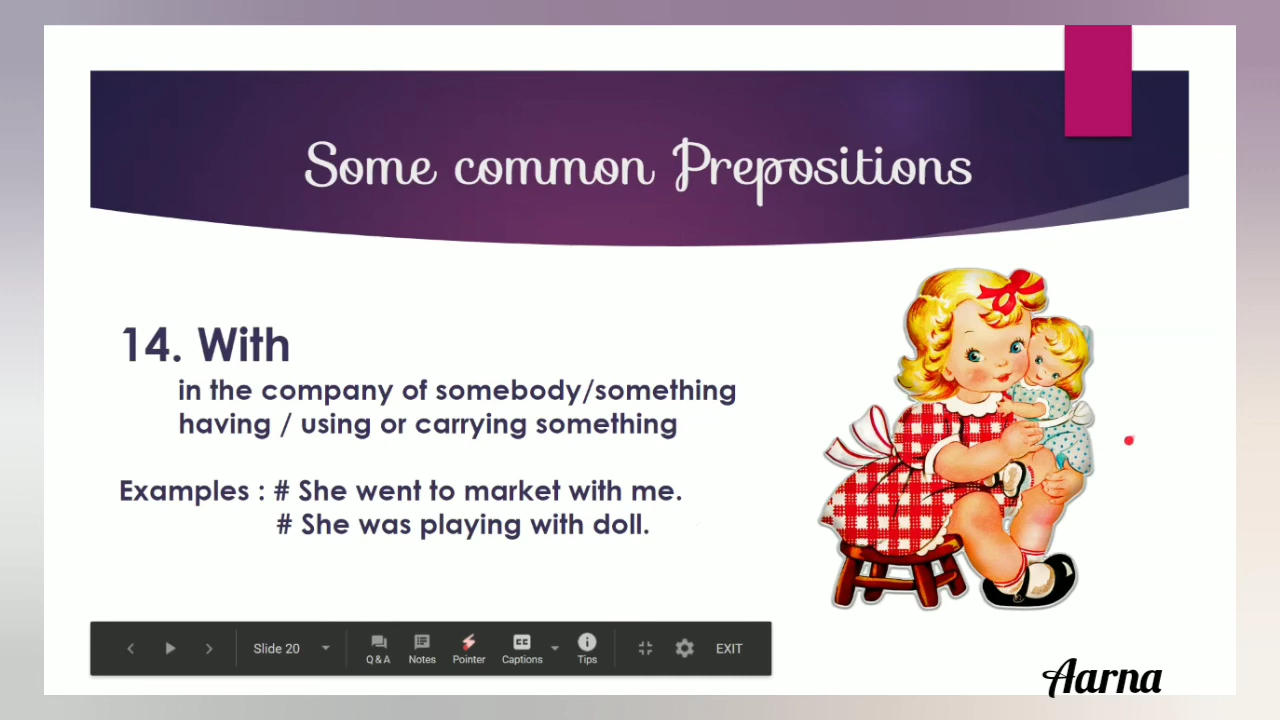 Some common Prepositions
14. With
in the company of somebody/something
having / using or carrying something
Examples : # She went to market with me.
# She was playing with doll.
Slide 20
Q&A Notes Pointer Captions Tips EXIT
Aarna